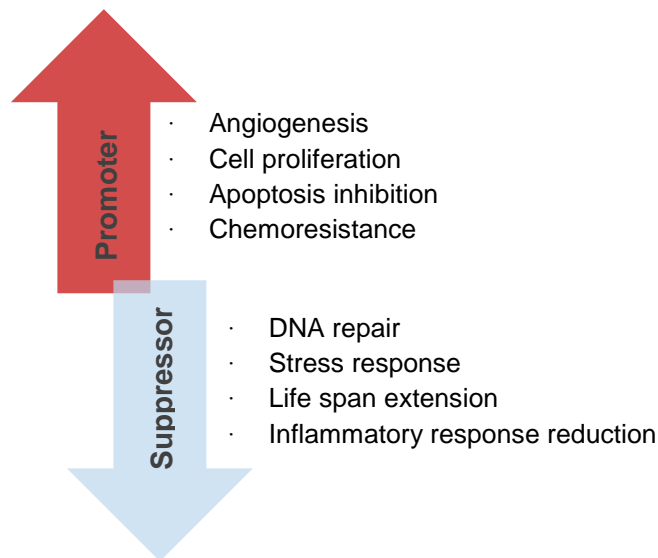 Promoter
· Angiogenesis
· Cell proliferation
· Apoptosis inhibition
· Chemoresistance
Suppressor
· DNA repair
· Stress response
· Life span extension
· Inflammatory response reduction